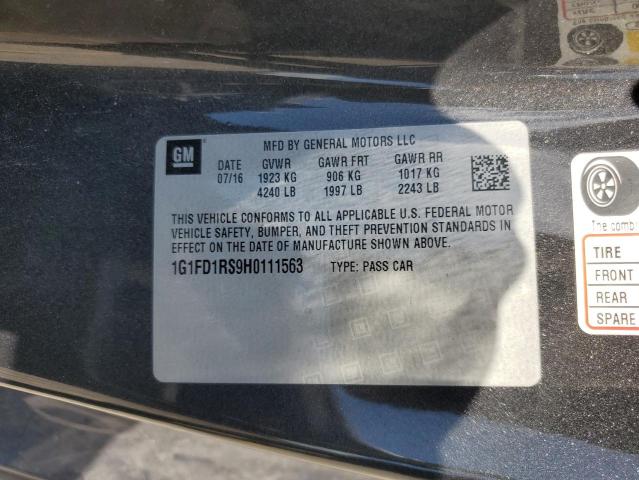 GM
MFD BY GENERAL MOTORS LLC
DATE GVWR GAWR FRT GAWR RR
07/16 1923 KG 906 KG 1017 KG
4240 LB 1997 LB 2243 LB
THIS VEHICLE CONFORMS TO ALL APPLICABLE U.S. FEDERAL MOTOR
VEHICLE SAFETY, BUMPER, AND THEFT PREVENTION STANDARDS IN
EFFECT ON THE DATE OF MANUFACTURE SHOWN ABOVE.
1G1FD1RS9H0111563 TYPE: PASS CAR
The comb
TIRE
FRONT
REAR
SPARE